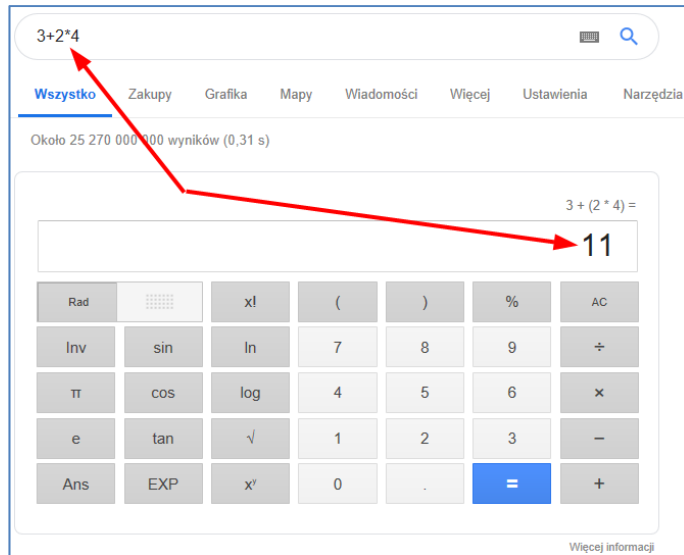 3+2*4
Wszystko Zakupy Grafika Mapy Wiadomości Więcej Ustawienia Narzędzia
Około 25 270 000 000 wyników (0,31 s)
3 + (2 * 4) =
11
Rad x! ( ) % AC
Inv sin ln 7 8 9 ÷
π cos log 4 5 6 ×
e tan √ 1 2 3 −
Ans EXP xʸ 0 . = +
Więcej informacji